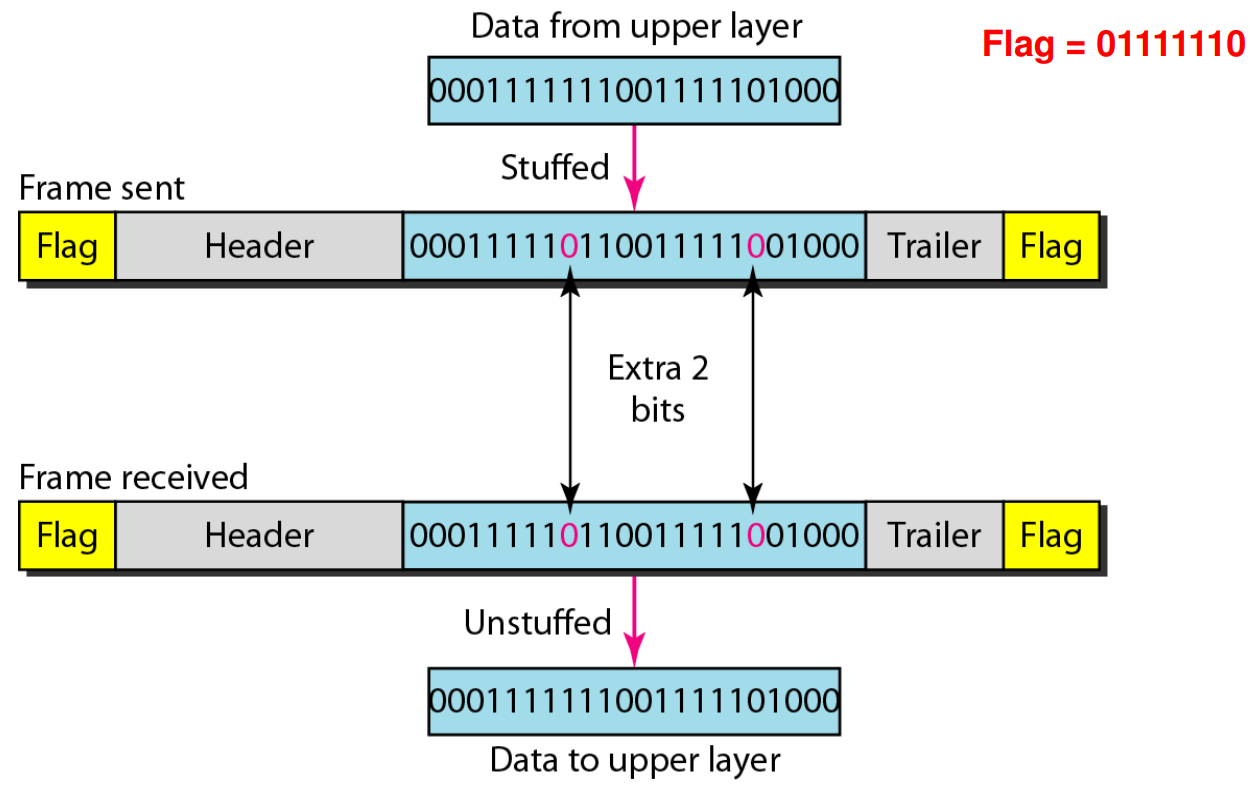 Data from upper layer
Flag = 01111110
0001111111001111101000
Stuffed
Frame sent
Flag Header 000111110110011111001000 Trailer Flag
Extra 2
bits
Frame received
Flag Header 000111110110011111001000 Trailer Flag
Unstuffed
0001111111001111101000
Data to upper layer